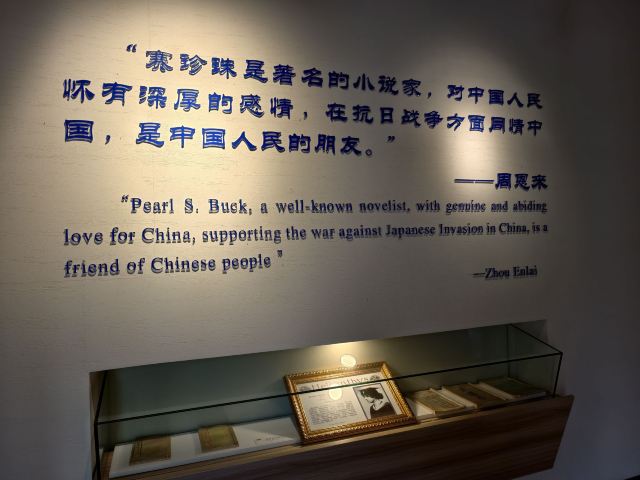 “赛珍珠是著名的小说家，对中国人民
怀有深厚的感情，在抗日战争方面同情中
国，是中国人民的朋友。”
——周恩来
“Pearl S. Buck, a well-known novelist, with genuine and abiding
love for China, supporting the war against Japanese Invasion in China, is a
friend of Chinese people ”
—Zhou Enlai